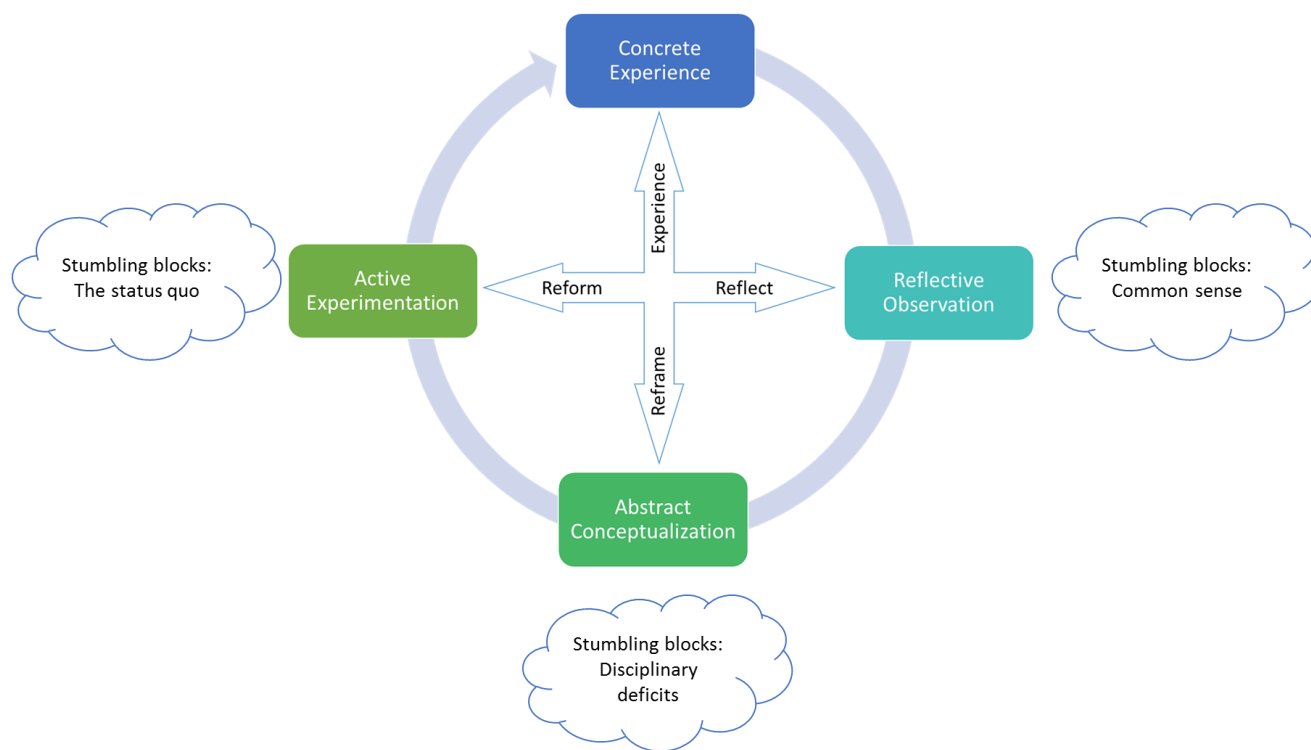 Concrete
Experience
Experience
Stumbling blocks:
The status quo
Active
Experimentation
Reform
Reflect
Reflective
Observation
Stumbling blocks:
Common sense
Reframe
Abstract
Conceptualization
Stumbling blocks:
Disciplinary
deficits